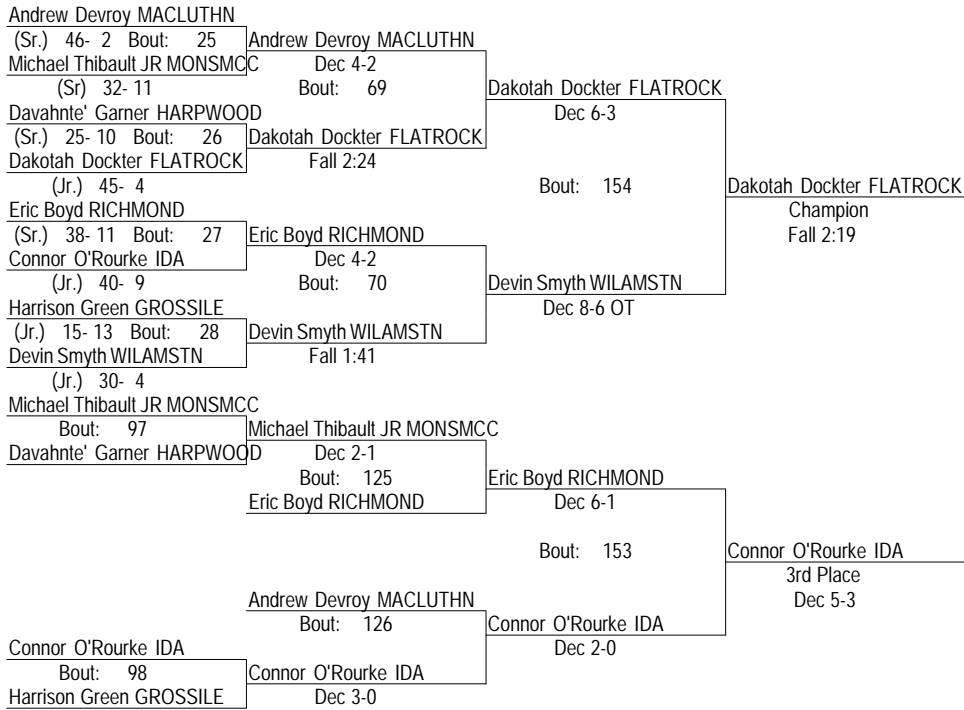 Andrew Devroy MACLUTHN
(Sr.) 46- 2 Bout: 25 Andrew Devroy MACLUTHN
Michael Thibault JR MONSMCC Dec 4-2
(Sr) 32- 11 Bout: 69 Dakotah Dockter FLATROCK
Davahnte' Garner HARPWOOD Dec 6-3
(Sr.) 25- 10 Bout: 26 Dakotah Dockter FLATROCK
Dakotah Dockter FLATROCK Fall 2:24
(Jr.) 45- 4 Bout: 154 Dakotah Dockter FLATROCK
Eric Boyd RICHMOND Champion
(Sr.) 38- 11 Bout: 27 Eric Boyd RICHMOND Fall 2:19
Connor O'Rourke IDA Dec 4-2
(Jr.) 40- 9 Bout: 70 Devin Smyth WILAMSTN
Harrison Green GROSSILE Dec 8-6 OT
(Jr.) 15- 13 Bout: 28 Devin Smyth WILAMSTN
Devin Smyth WILAMSTN Fall 1:41
(Jr.) 30- 4
Michael Thibault JR MONSMCC
Bout: 97 Michael Thibault JR MONSMCC
Davahnte' Garner HARPWOOD Dec 2-1
Bout: 125 Eric Boyd RICHMOND
Eric Boyd RICHMOND Dec 6-1
Bout: 153 Connor O'Rourke IDA
3rd Place
Andrew Devroy MACLUTHN Dec 5-3
Bout: 126 Connor O'Rourke IDA
Connor O'Rourke IDA Dec 2-0
Bout: 98 Connor O'Rourke IDA
Harrison Green GROSSILE Dec 3-0